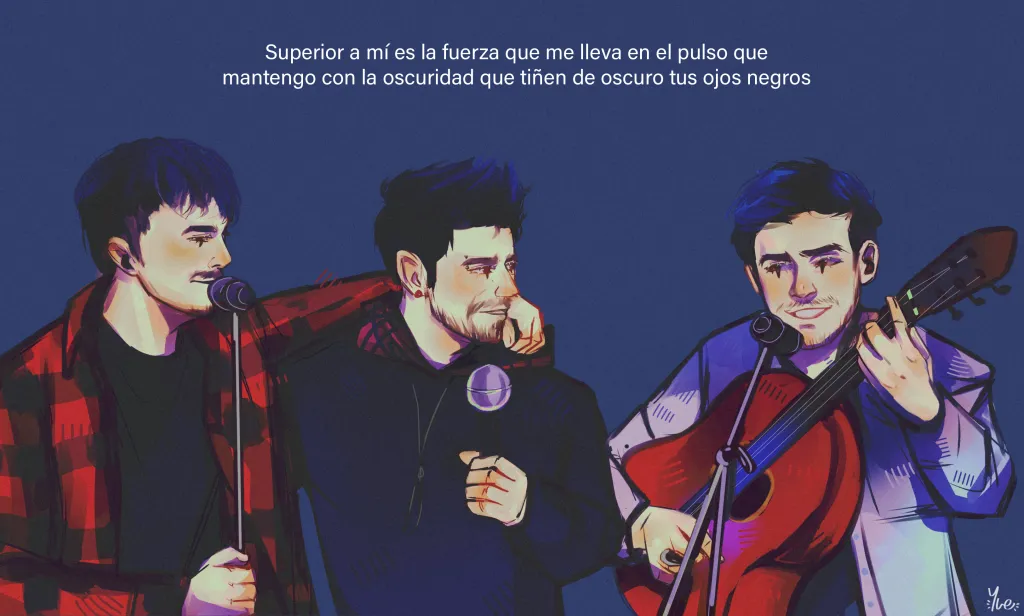 Superior a mí es la fuerza que me lleva en el pulso que
mantengo con la oscuridad que tiñen de oscuro tus ojos negros
Yve